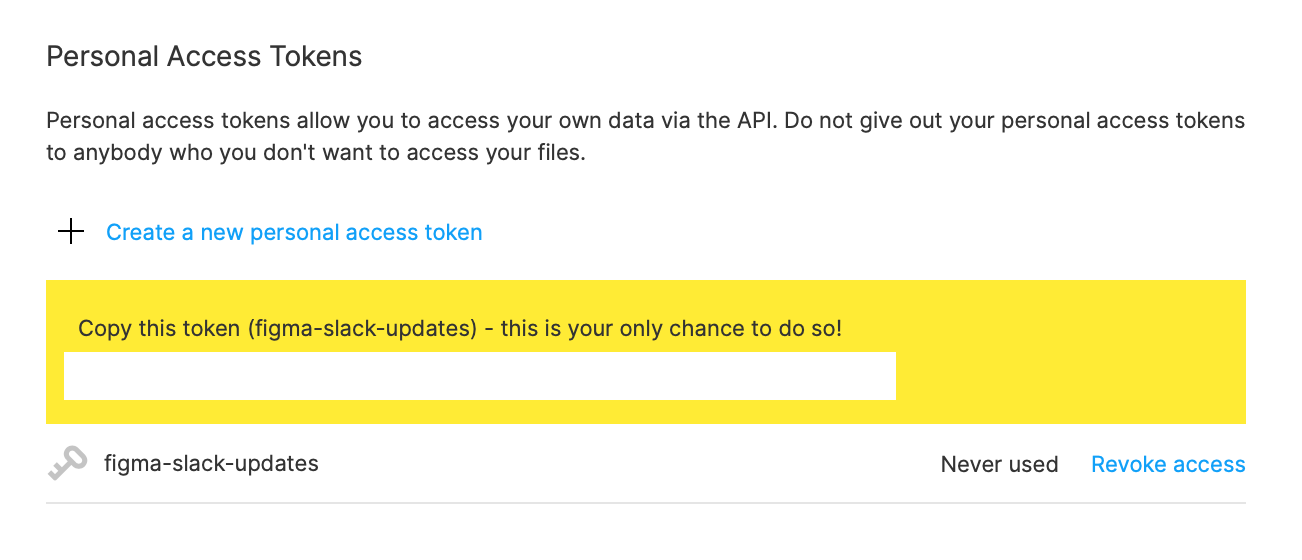 Personal Access Tokens
Personal access tokens allow you to access your own data via the API. Do not give out your personal access tokens
to anybody who you don't want to access your files.
Create a new personal access token
Copy this token (figma-slack-updates) - this is your only chance to do so!
figma-slack-updates
Never used
Revoke access